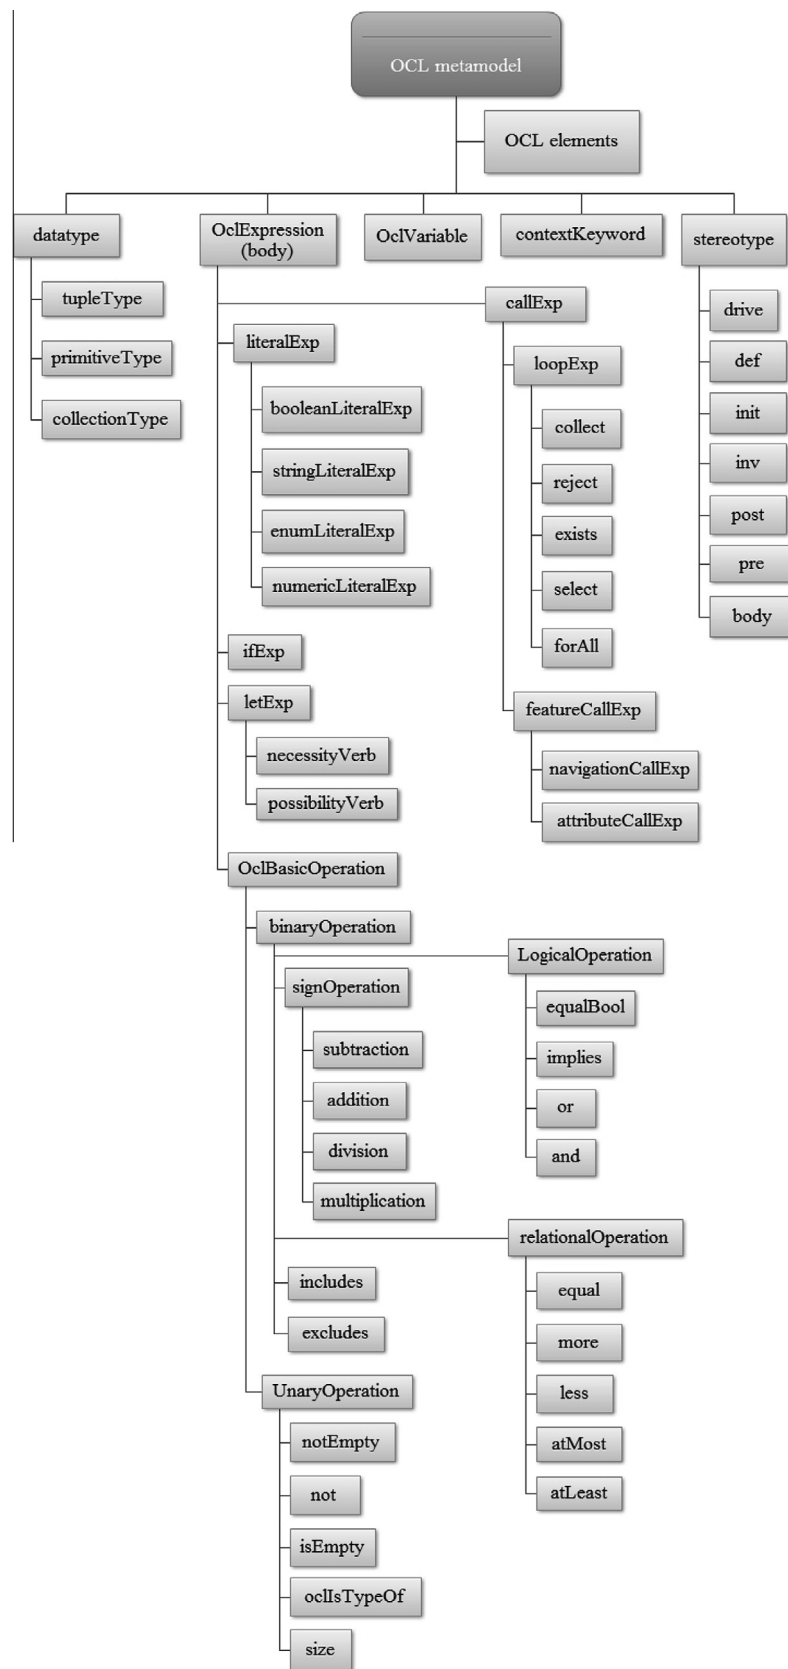 OCL metamodel
OCL elements
datatype
tupleType
primitiveType
collectionType
OclExpression
(body)
literalExp
booleanLiteralExp
stringLiteralExp
enumLiteralExp
numericLiteralExp
ifExp
letExp
necessityVerb
possibilityVerb
OclBasicOperation
binaryOperation
signOperation
subtraction
addition
division
multiplication
includes
excludes
LogicalOperation
equalBool
implies
or
and
relationalOperation
equal
more
less
atMost
atLeast
UnaryOperation
notEmpty
not
isEmpty
oclIsTypeOf
size
callExp
loopExp
collect
reject
exists
select
forAll
featureCallExp
navigationCallExp
attributeCallExp
OclVariable
contextKeyword
stereotype
drive
def
init
inv
post
pre
body